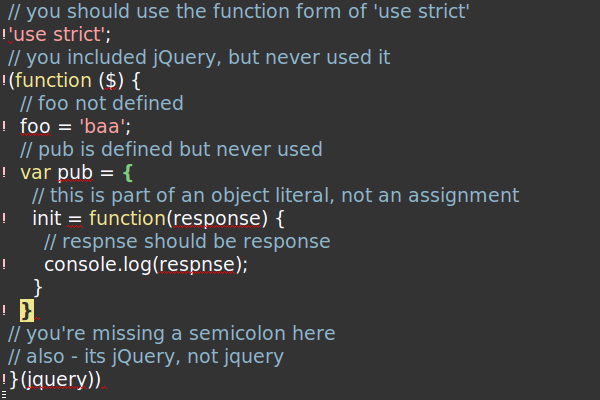 // you should use the function form of 'use strict'
!'use strict';
// you included jQuery, but never used it
!(function ($) {
// foo not defined
! foo = 'baa';
// pub is defined but never used
! var pub = {
// this is part of an object literal, not an assignment
! init = function(response) {
// respnse should be response
! console.log(respnse);
}
! }
// you're missing a semicolon here
// also - its jQuery, not jquery
!}(jquery))